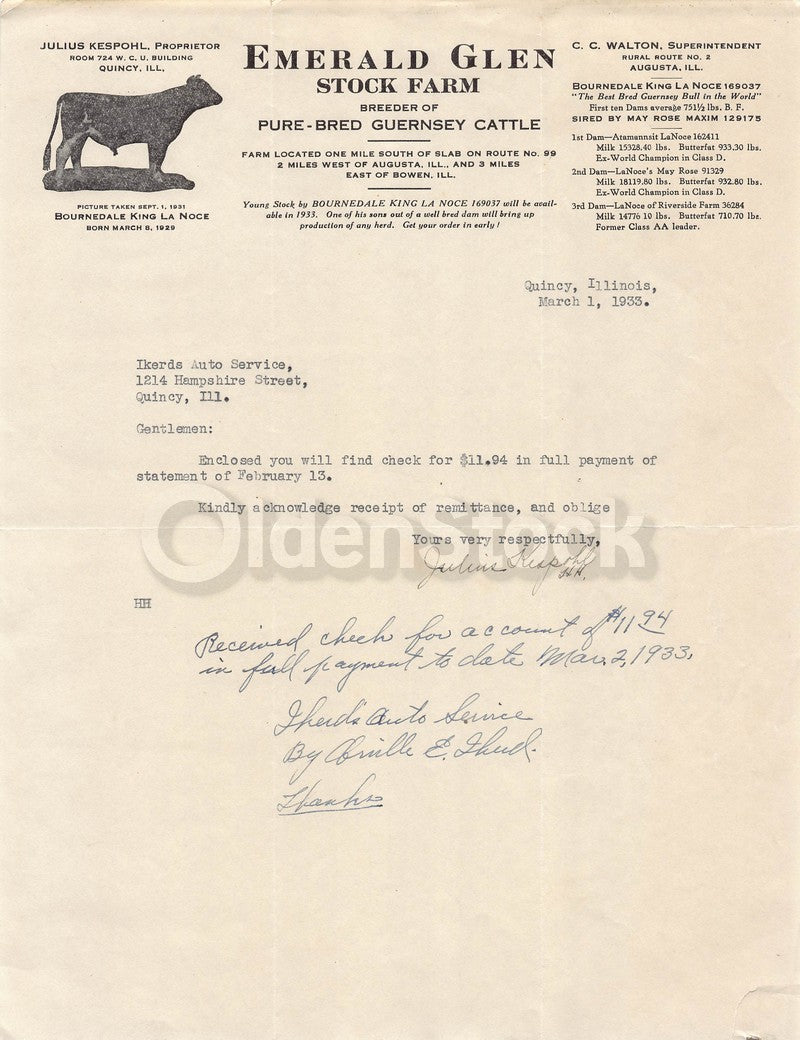 JULIUS KESPOHL, PROPRIETOR
ROOM 724 W. C. U. BUILDING
QUINCY, ILL.
PICTURE TAKEN SEPT. 1, 1931
BOURNEDALE KING LA NOCE
BORN MARCH 8, 1929
EMERALD GLEN
STOCK FARM
BREEDER OF
PURE-BRED GUERNSEY CATTLE
FARM LOCATED ONE MILE SOUTH OF SLAB ON ROUTE No. 99
2 MILES WEST OF AUGUSTA, ILL., AND 3 MILES
EAST OF BOWEN, ILL.
Young Stock by BOURNEDALE KING LA NOCE 169037 will be avail-
able in 1933. One of his sons out of a well bred dam will bring up
production of any herd. Get your order in early !
C. C. WALTON, SUPERINTENDENT
RURAL ROUTE NO. 2
AUGUSTA, ILL.
BOURNEDALE KING LA NOCE 169037
"The Best Bred Guernsey Bull in the World"
First ten Dams average 751½ lbs. B. F.
SIRED BY MAY ROSE MAXIM 129175
1st Dam—Atamannsit LaNoce 162411
Milk 15328.40 lbs. Butterfat 933.30 lbs.
Ex-World Champion in Class D.
2nd Dam—LaNoce's May Rose 91329
Milk 18119.80 lbs. Butterfat 932.80 lbs.
Ex-World Champion in Class D.
3rd Dam—LaNoce of Riverside Farm 36284
Milk 14776 10 lbs. Butterfat 710.70 lbs.
Former Class AA leader.
Quincy, Illinois,
March 1, 1933.
Ikerds Auto Service,
1214 Hampshire Street,
Quincy, Ill.
Gentlemen:
Enclosed you will find check for $11.94 in full payment of
statement of February 13.
Kindly acknowledge receipt of remittance, and oblige
Yours very respectfully,
Julius Kespohl
H.H.
OldenStock
HH
Received check for account of $11 94
in full payment to date Mar. 2, 1933.
Ikerd's Auto Service
By Orville E. Ikerd.
Thanks